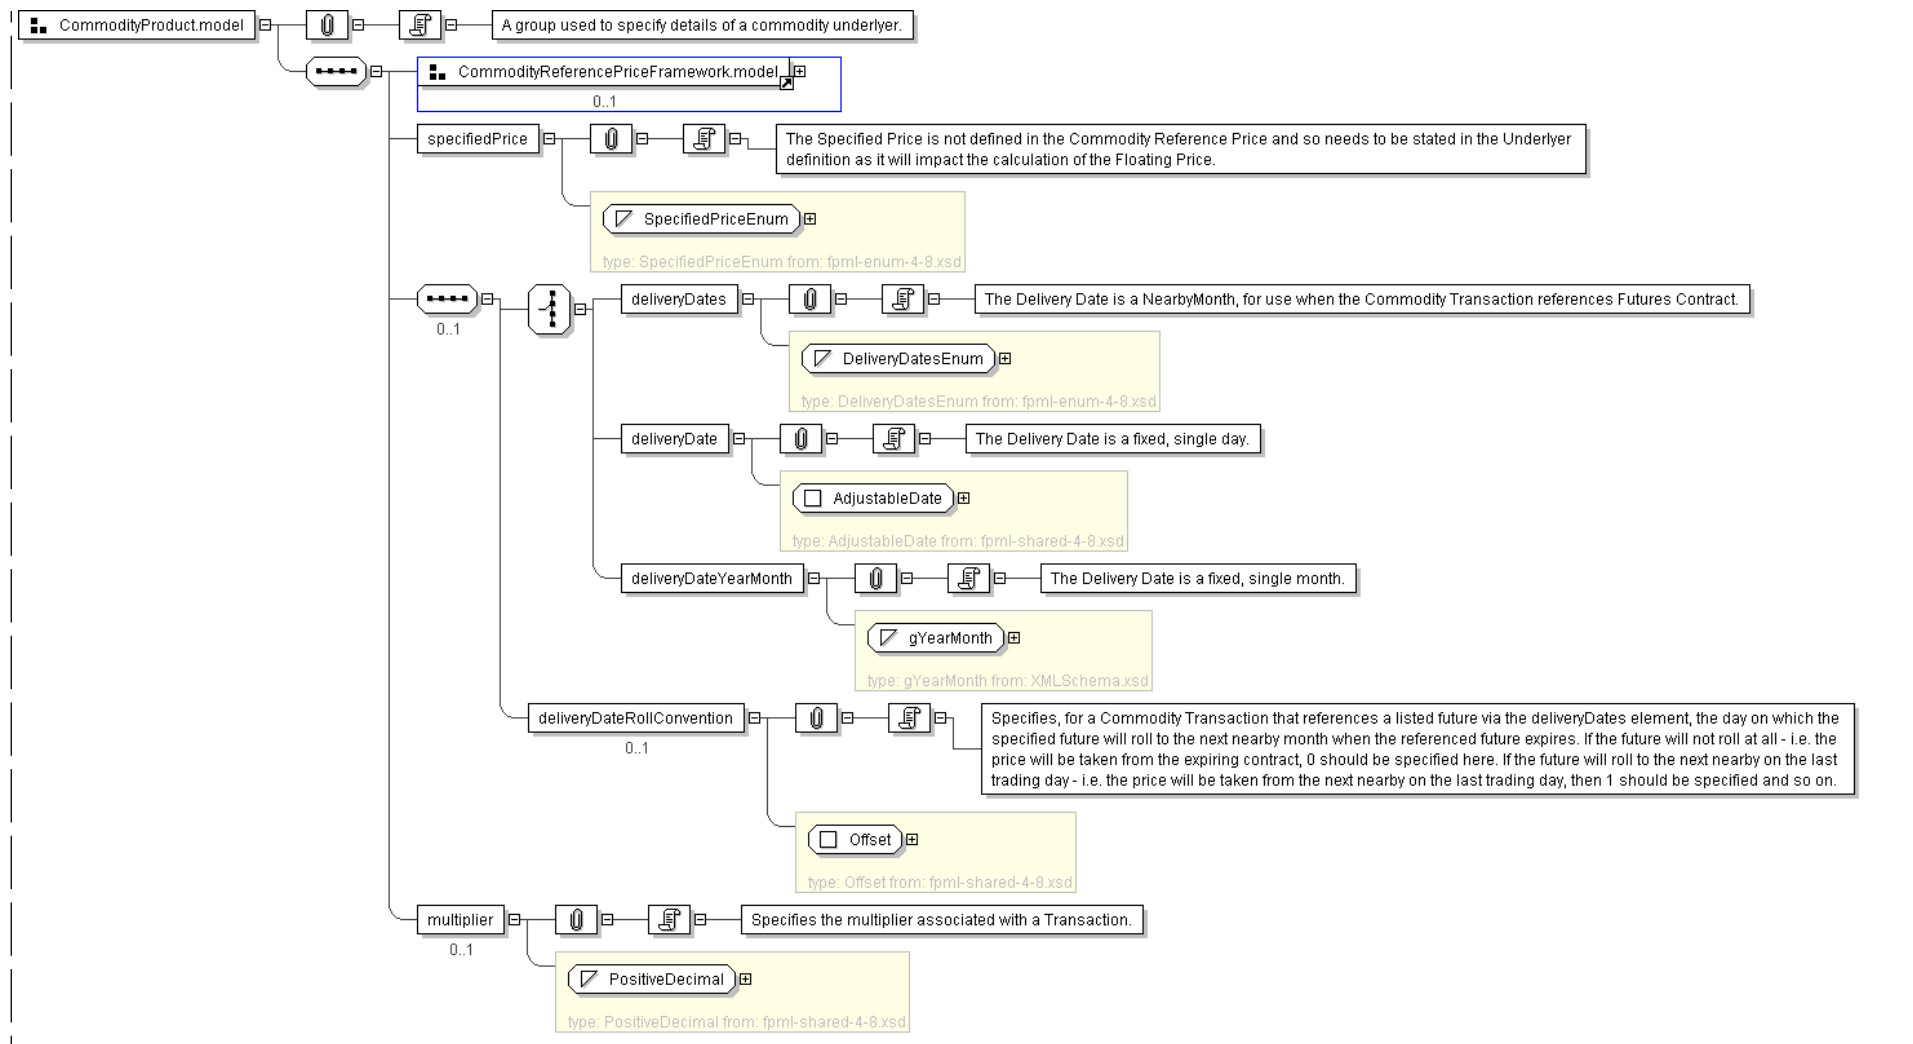 CommodityProduct.model
A group used to specify details of a commodity underlyer.
CommodityReferencePriceFramework.model
0..1
specifiedPrice
The Specified Price is not defined in the Commodity Reference Price and so needs to be stated in the Underlyer
definition as it will impact the calculation of the Floating Price.
SpecifiedPriceEnum
type: SpecifiedPriceEnum from: fpml-enum-4-8.xsd
0..1
deliveryDates
The Delivery Date is a NearbyMonth, for use when the Commodity Transaction references Futures Contract.
DeliveryDatesEnum
type: DeliveryDatesEnum from: fpml-enum-4-8.xsd
deliveryDate
The Delivery Date is a fixed, single day.
AdjustableDate
type: AdjustableDate from: fpml-shared-4-8.xsd
deliveryDateYearMonth
The Delivery Date is a fixed, single month.
gYearMonth
type: gYearMonth from: XMLSchema.xsd
deliveryDateRollConvention
0..1
Specifies, for a Commodity Transaction that references a listed future via the deliveryDates element, the day on which the
specified future will roll to the next nearby month when the referenced future expires. If the future will not roll at all - i.e. the
price will be taken from the expiring contract, 0 should be specified here. If the future will roll to the next nearby on the last
trading day - i.e. the price will be taken from the next nearby on the last trading day, then 1 should be specified and so on.
Offset
type: Offset from: fpml-shared-4-8.xsd
multiplier
0..1
Specifies the multiplier associated with a Transaction.
PositiveDecimal
type: PositiveDecimal from: fpml-shared-4-8.xsd